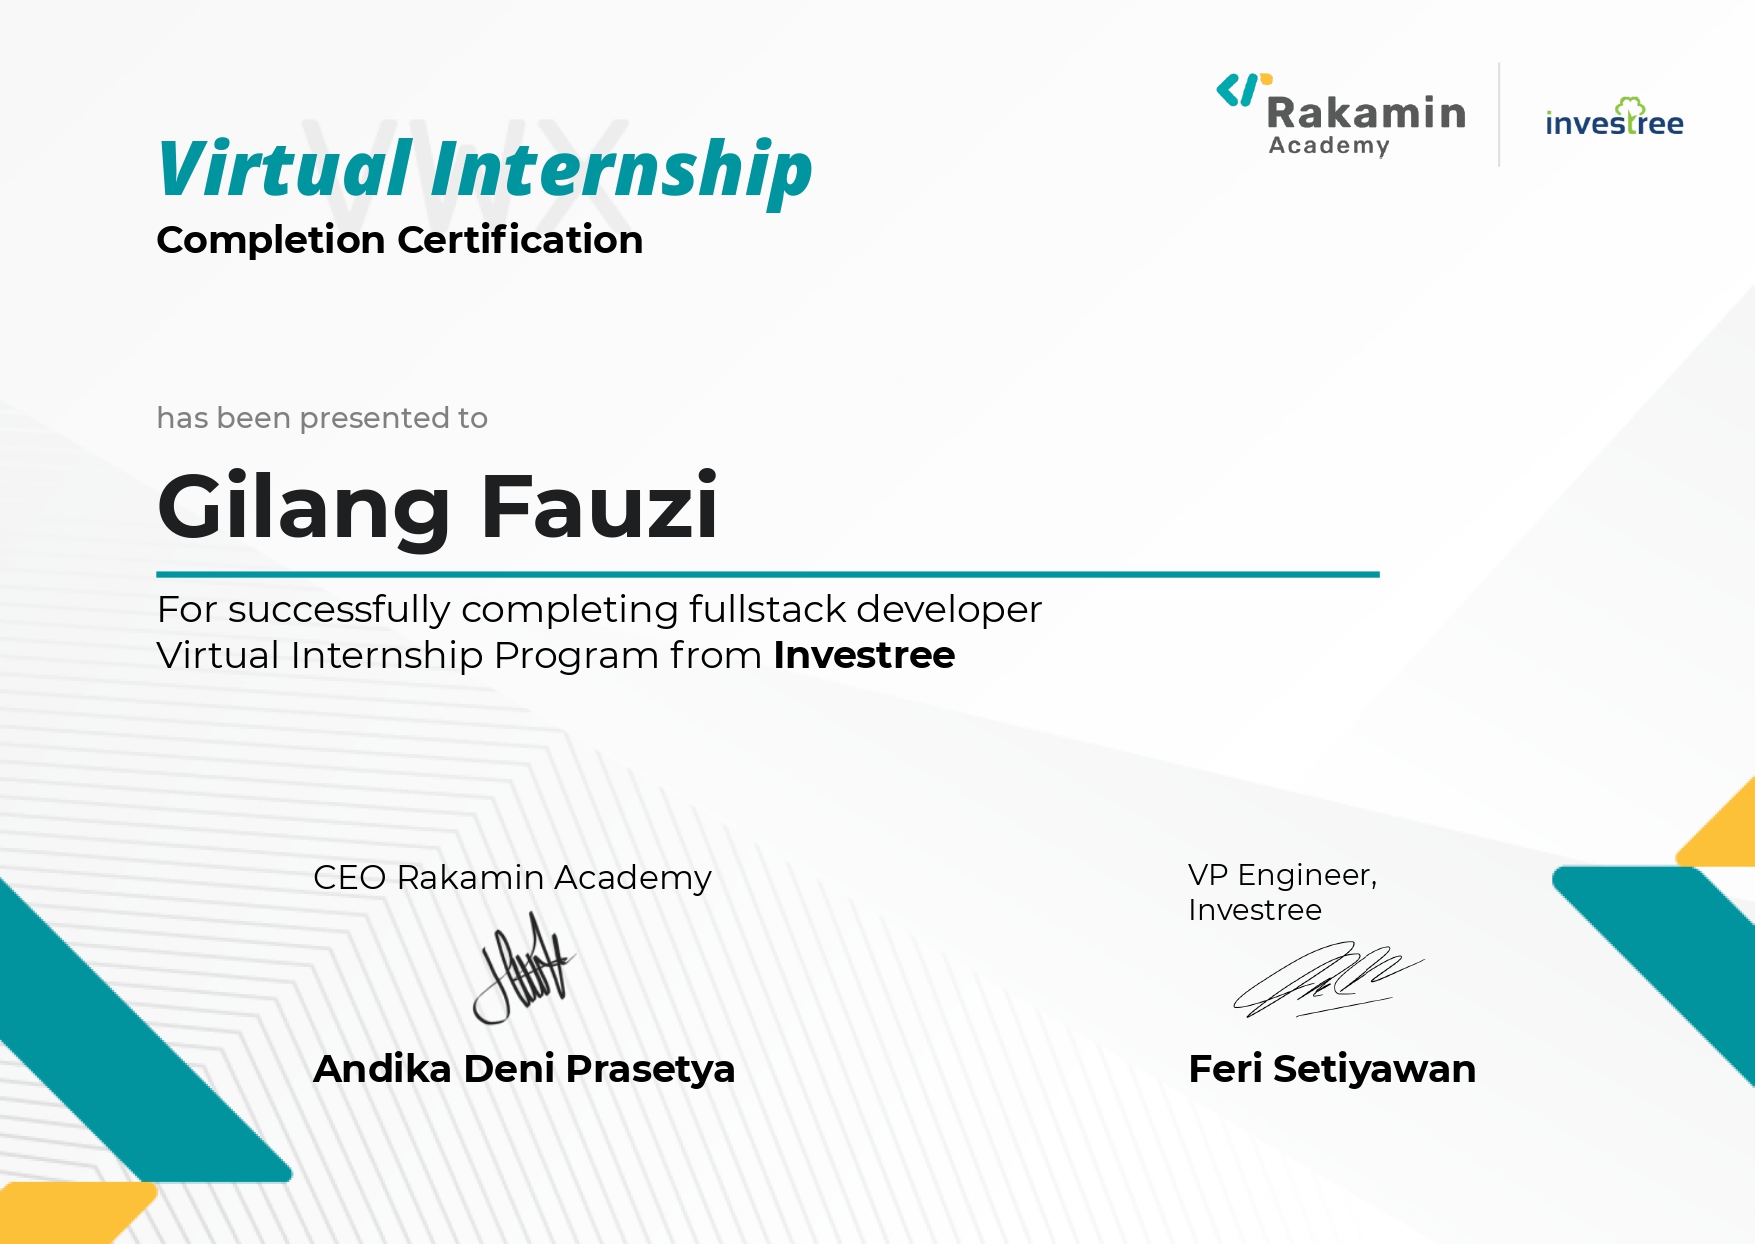 Rakamin
Academy
investree
VWX
Virtual Internship
Completion Certification
has been presented to
Gilang Fauzi
For successfully completing fullstack developer
Virtual Internship Program from Investree
CEO Rakamin Academy
Andika Deni Prasetya
VP Engineer,
Investree
Feri Setiyawan